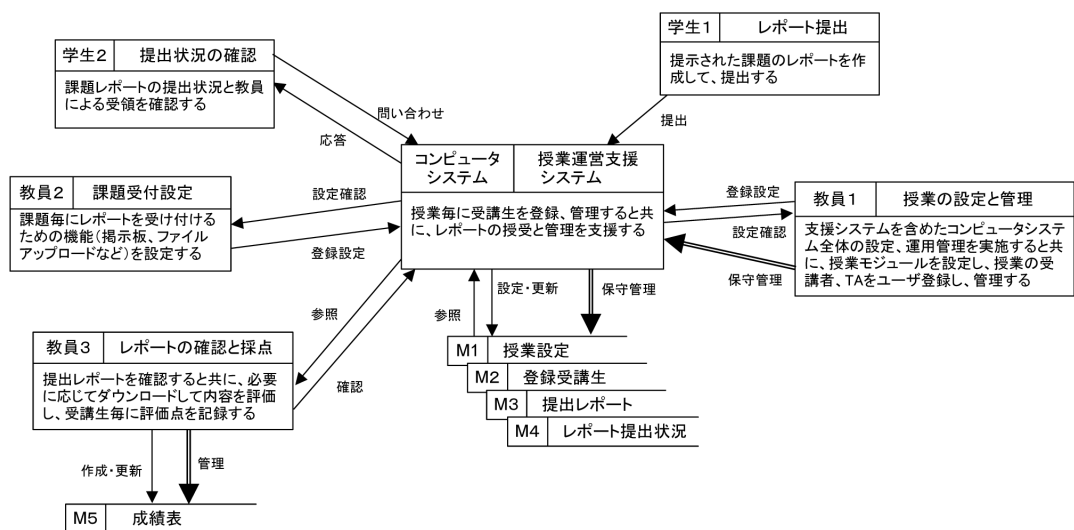 学生1 レポート提出
提示された課題のレポートを作
成して、提出する
学生2 提出状況の確認
課題レポートの提出状況と教員
による受領を確認する
問い合わせ
応答
提出
コンピュータ
システム
授業運営支援
システム
授業毎に受講生を登録、管理すると共
に、レポートの授受と管理を支援する
教員2 課題受付設定
課題毎にレポートを受け付ける
ための機能(掲示板、ファイル
アップロードなど)を設定する
設定確認
登録設定
教員1 授業の設定と管理
支援システムを含めたコンピュータシステ
ム全体の設定、運用管理を実施すると共
に、授業モジュールを設定し、授業の受
講者、TAをユーザ登録し、管理する
登録設定
設定確認
保守管理
参照
確認
参照
設定・更新
保守管理
教員3 レポートの確認と採点
提出レポートを確認すると共に、必要
に応じてダウンロードして内容を評価
し、受講生毎に評価点を記録する
M1 授業設定
M2 登録受講生
M3 提出レポート
M4 レポート提出状況
作成・更新
管理
M5 成績表